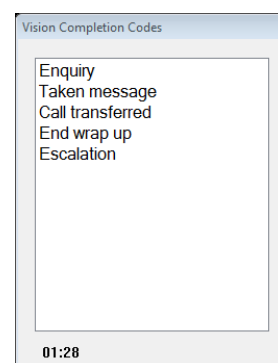 Vision Completion Codes
Enquiry
Taken message
Call transferred
End wrap up
Escalation
01:28